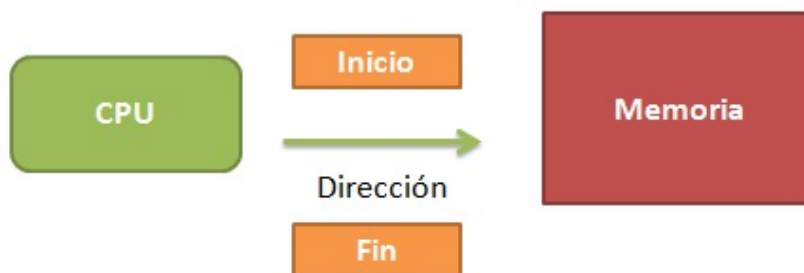 Inicio
CPU
Memoria
Dirección
Fin